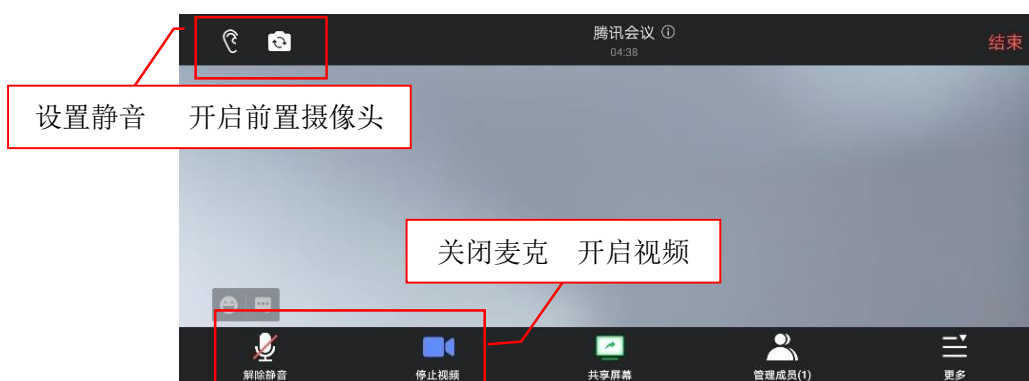 腾讯会议
04:38
结束
设置静音 开启前置摄像头
关闭麦克 开启视频
解除静音
停止视频
共享屏幕
管理成员(1)
更多